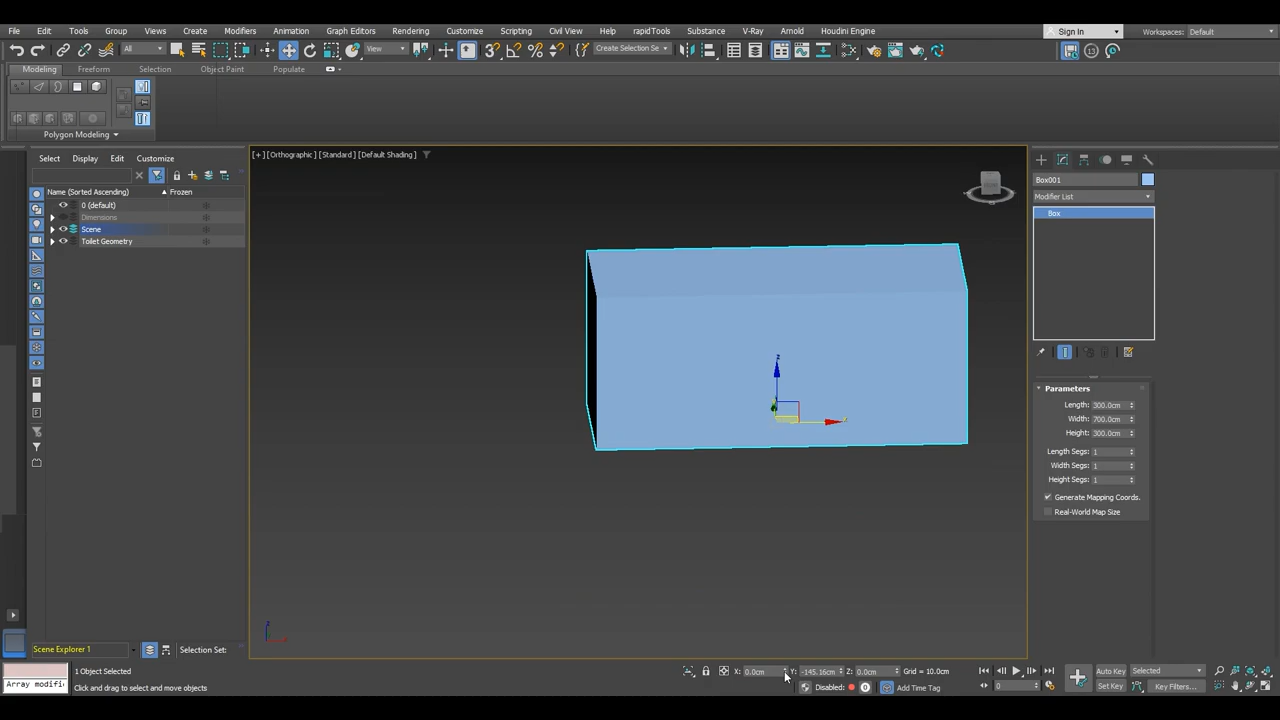 File Edit Tools Group Views Create Modifiers Animation Graph Editors Rendering Customize Scripting Civil View Help rapidTools Substance V-Ray Arnold Houdini Engine Sign In Workspaces: Default
All View Create Selection Se
Modeling Freeform Selection Object Paint Populate
Polygon Modeling
Select Display Edit Customize
[+] [Orthographic] [Standard] [Default Shading]
Box001
Name (Sorted Ascending) Frozen
Modifier List
0 (default)
Box
Dimensions
Scene
Toilet Geometry
Parameters
Length: 300.0cm
Width: 700.0cm
Height: 300.0cm
Length Segs: 1
Width Segs: 1
Height Segs: 1
Generate Mapping Coords.
Real-World Map Size
Scene Explorer 1 Selection Set:
1 Object Selected X: 0.0cm Y: -145.16cm Z: 0.0cm Grid = 10.0cm Auto Key Selected
Array modifi Click and drag to select and move objects Disabled: Add Time Tag 0 Set Key Key Filters...